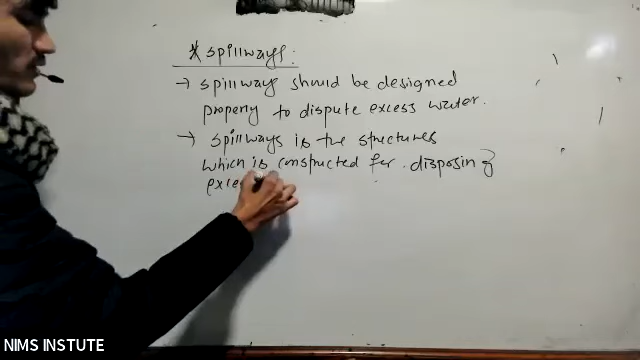 * Spillways:
→ Spillways should be designed
properly to dispute excess water.
→ Spillways is the structures
which is constructed for disposing
exce
NIMS INSTUTE